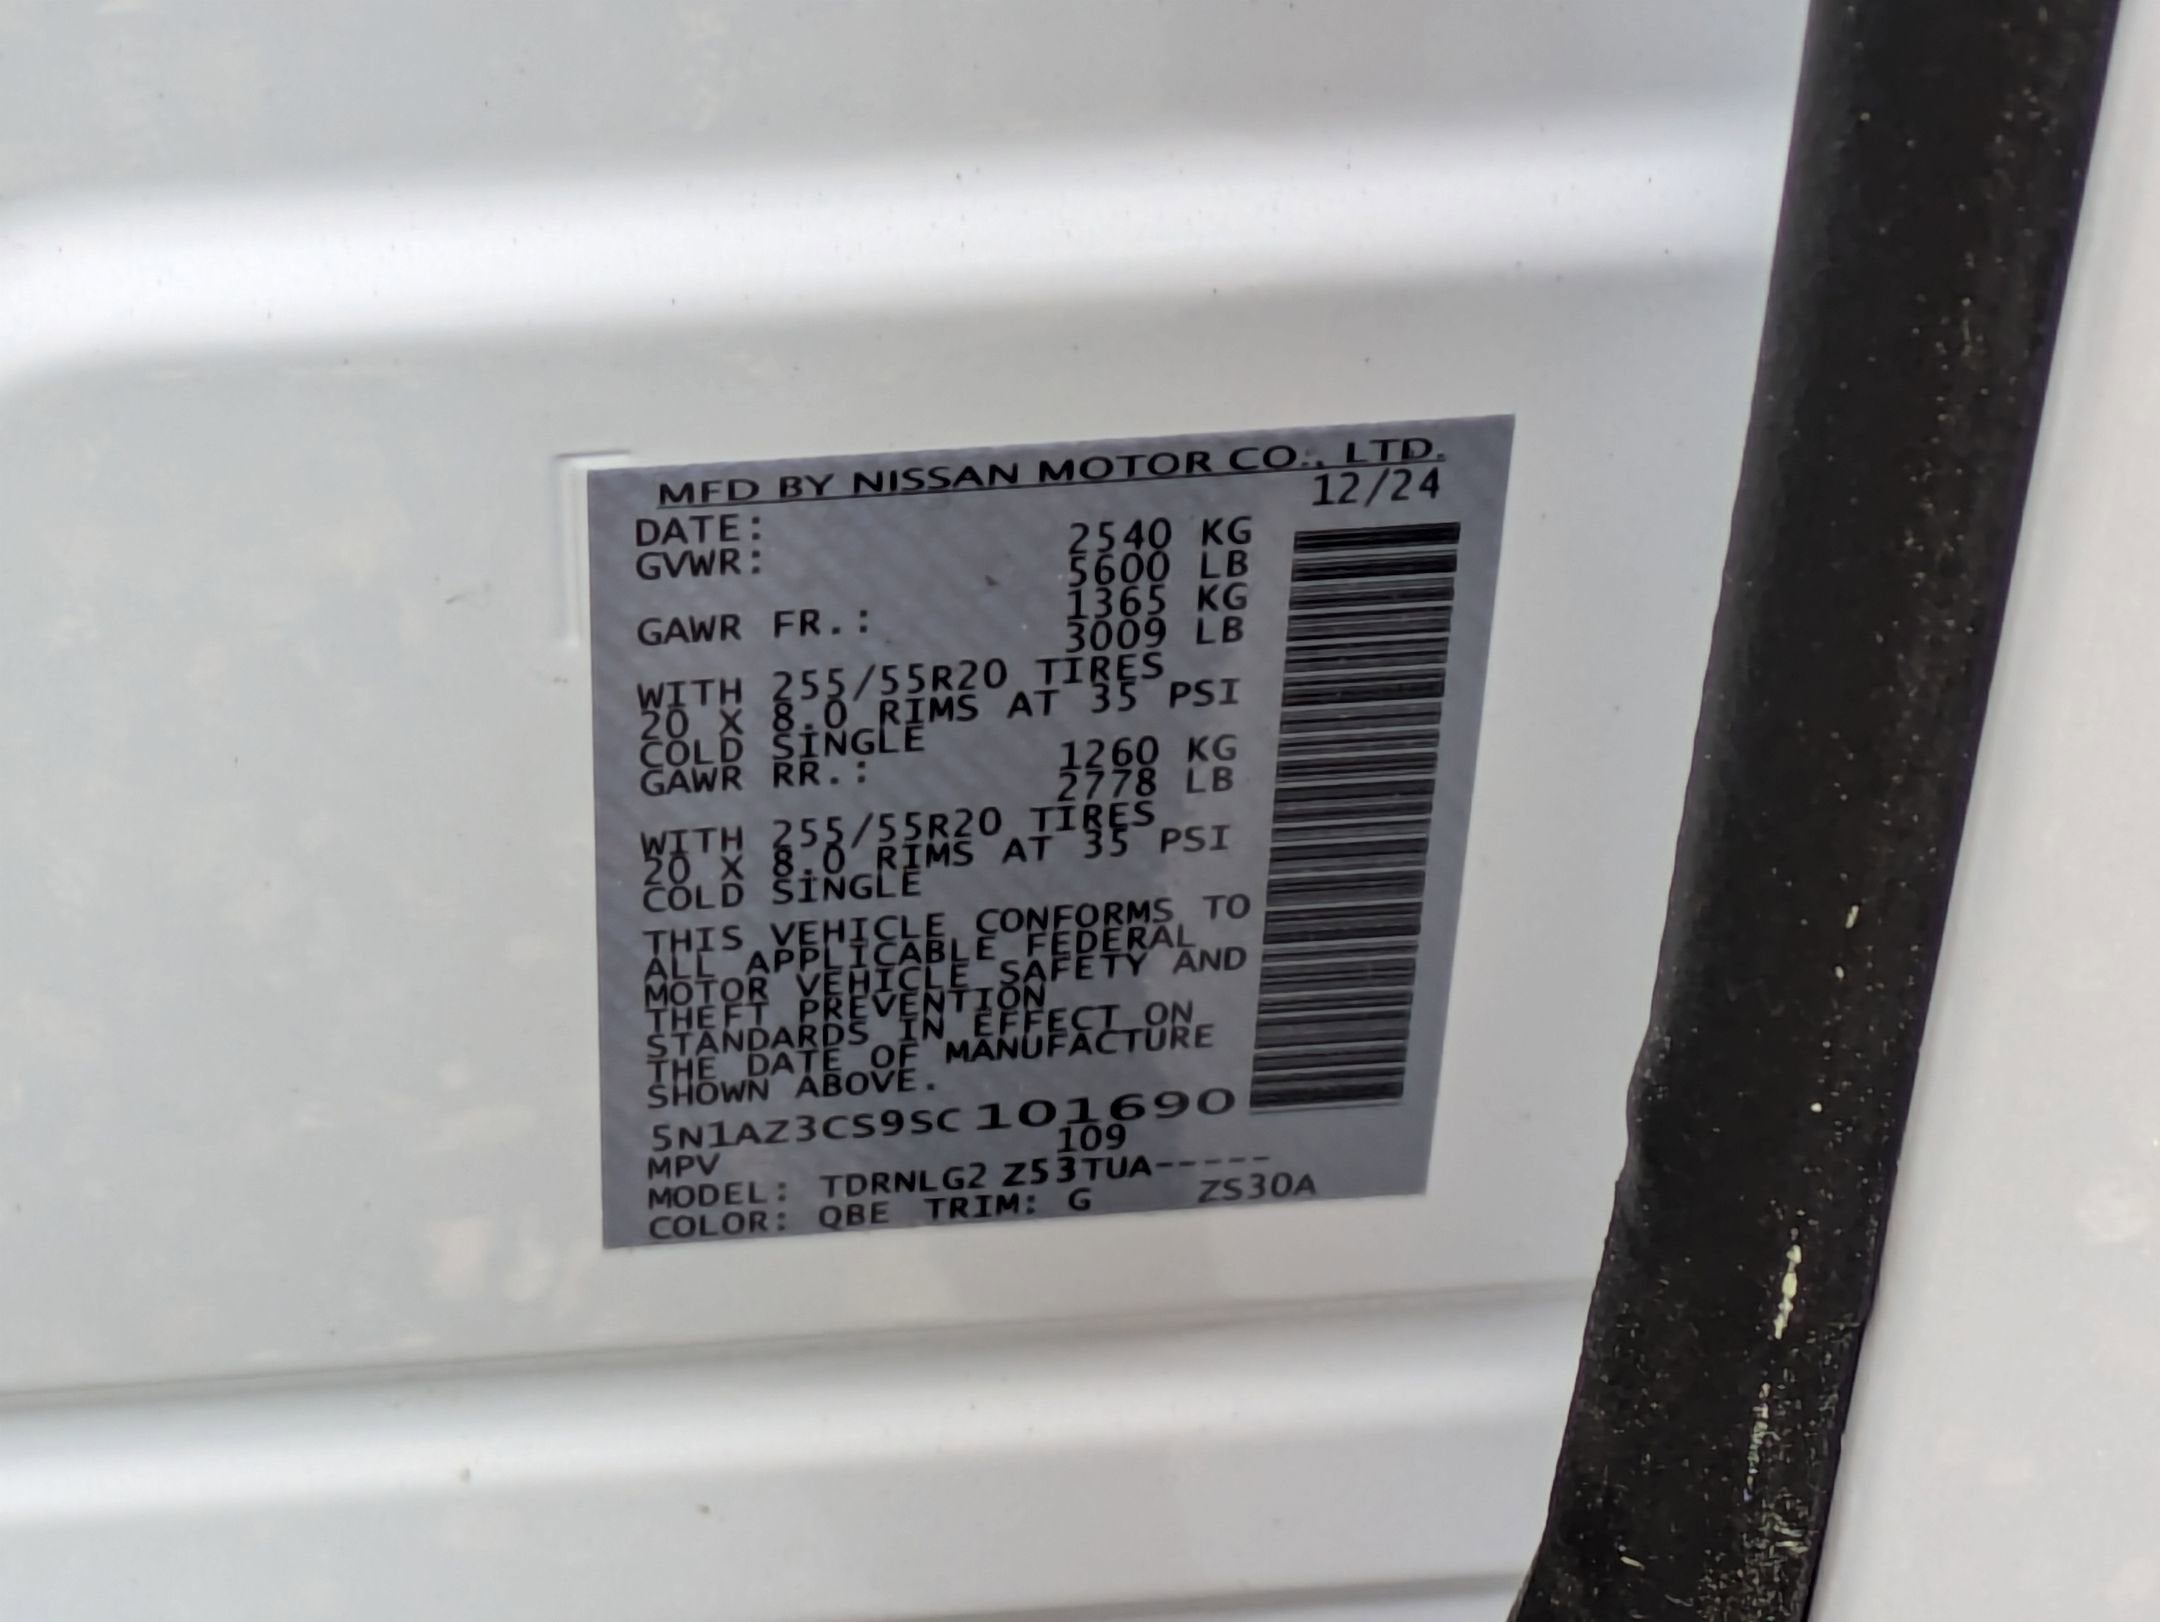 MFD BY NISSAN MOTOR CO., LTD.
DATE: 12/24
GVWR: 2540 KG
5600 LB
GAWR FR.: 1365 KG
3009 LB
WITH 255/55R20 TIRES
20 X 8.0 RIMS AT 35 PSI
COLD SINGLE
GAWR RR.: 1260 KG
2778 LB
WITH 255/55R20 TIRES
20 X 8.0 RIMS AT 35 PSI
COLD SINGLE
THIS VEHICLE CONFORMS TO
ALL APPLICABLE FEDERAL
MOTOR VEHICLE SAFETY AND
THEFT PREVENTION
STANDARDS IN EFFECT ON
THE DATE OF MANUFACTURE
SHOWN ABOVE.
5N1AZ3CS9SC101690
MPV 109
MODEL: TDRNLG2 Z53TUA-----
COLOR: QBE TRIM: G ZS30A